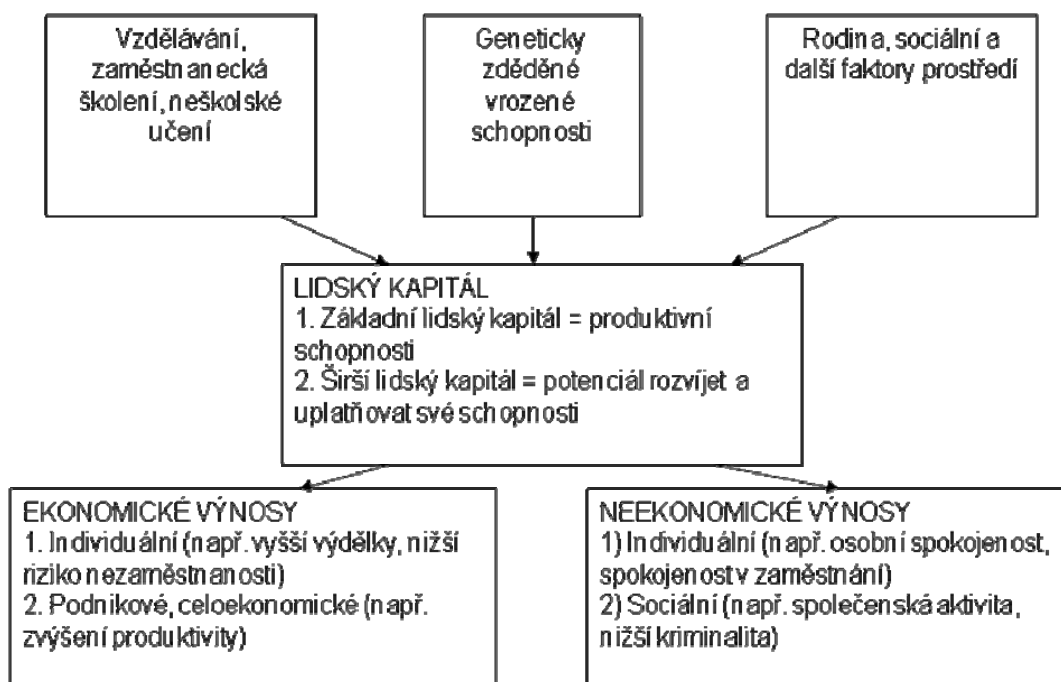 Vzdělávání,
zaměstnanecká
školení, neškolské
učení
Geneticky
zděděné
vrozené
schopnosti
Rodina, sociální a
další faktory prostředí
LIDSKÝ KAPITÁL
1. Základní lidský kapitál = produktivní
schopnosti
2. Širší lidský kapitál = potenciál rozvíjet a
uplatňovat své schopnosti
EKONOMICKÉ VÝNOSY
1. Individuální (např. vyšší výdělky, nižší
riziko nezaměstnanosti)
2. Podnikové, celoekonomické (např.
zvýšení produktivity)
NEEKONOMICKÉ VÝNOSY
1) Individuální (např. osobní spokojenost,
spokojenost v zaměstnání)
2) Sociální (např. společenská aktivita,
nižší kriminalita)